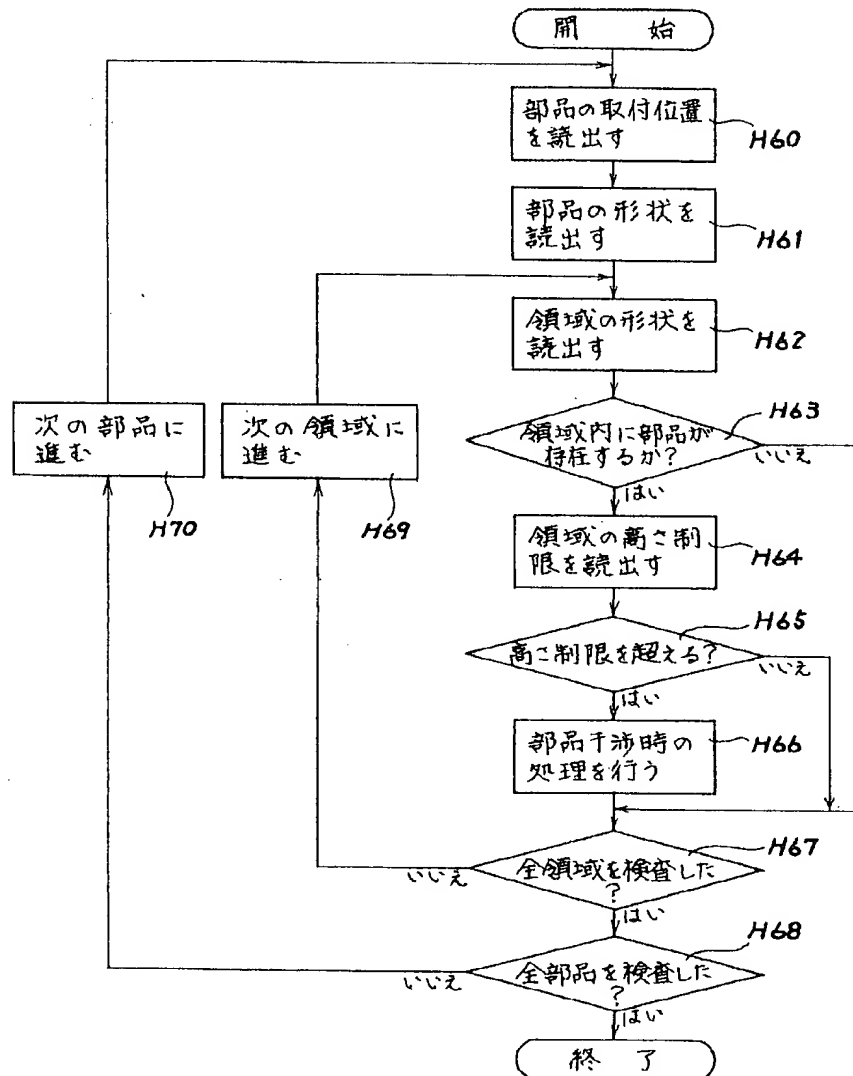 開 始
部品の取付位置
を読出す
H60
部品の形状を
読出す
H61
領域の形状を
読出す
H62
次の部品に
進む
H70
次の領域に
進む
H69
領域内に部品が
存在するか?
H63
いいえ
はい
領域の高さ制
限を読出す
H64
高さ制限を超える?
H65
いいえ
はい
部品干渉時の
処理を行う
H66
全領域を検査した
?
H67
いいえ
はい
全部品を検査した
?
H68
いいえ
はい
終 了